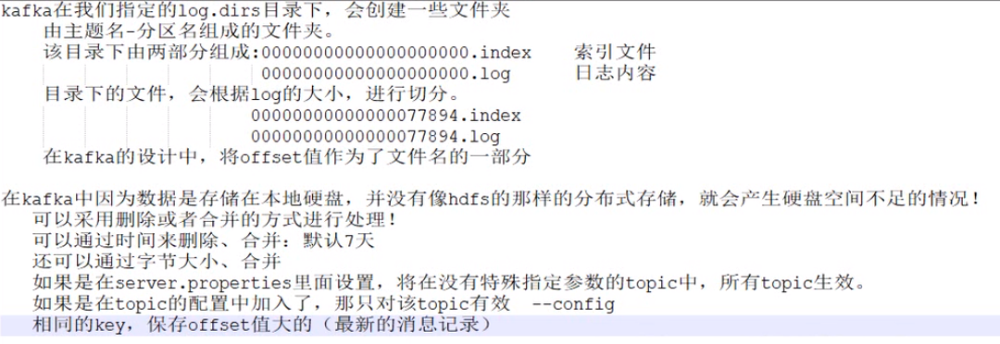 kafka在我们指定的log.dirs目录下，会创建一些文件夹
由主题名-分区名组成的文件夹。
该目录下由两部分组成:00000000000000000000.index 索引文件
00000000000000000000.log 日志内容
目录下的文件，会根据log的大小，进行切分。
00000000000000077894.index
00000000000000077894.log
在kafka的设计中，将offset值作为了文件名的一部分
在kafka中因为数据是存储在本地硬盘，并没有像hdfs的那样的分布式存储，就会产生硬盘空间不足的情况！
可以采用删除或者合并的方式进行处理！
可以通过时间来删除、合并：默认7天
还可以通过字节大小、合并
如果是在server.properties里面设置，将在没有特殊指定参数的topic中，所有topic生效。
如果是在topic的配置中加入了，那只对该topic有效 --config
相同的key，保存offset值大的（最新的消息记录）